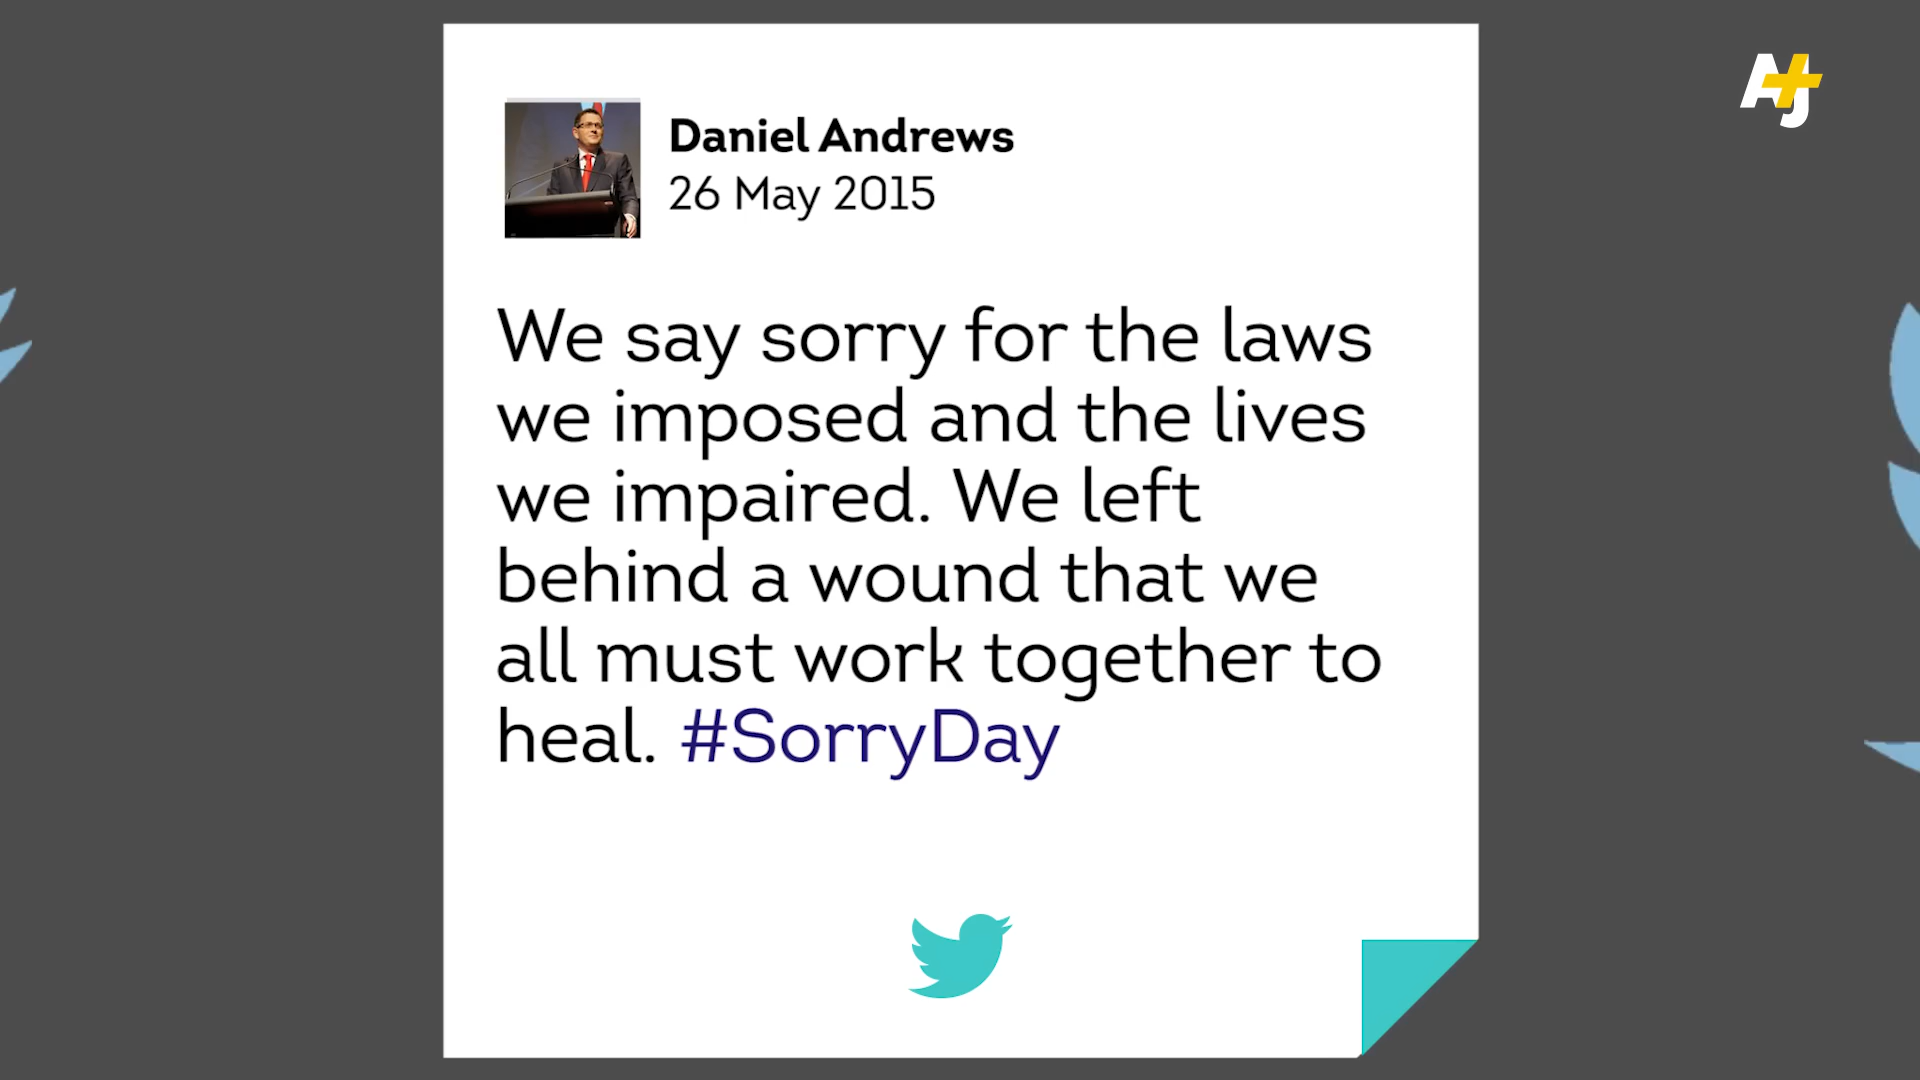 AJ+
Daniel Andrews
26 May 2015
We say sorry for the laws
we imposed and the lives
we impaired. We left
behind a wound that we
all must work together to
heal. #SorryDay